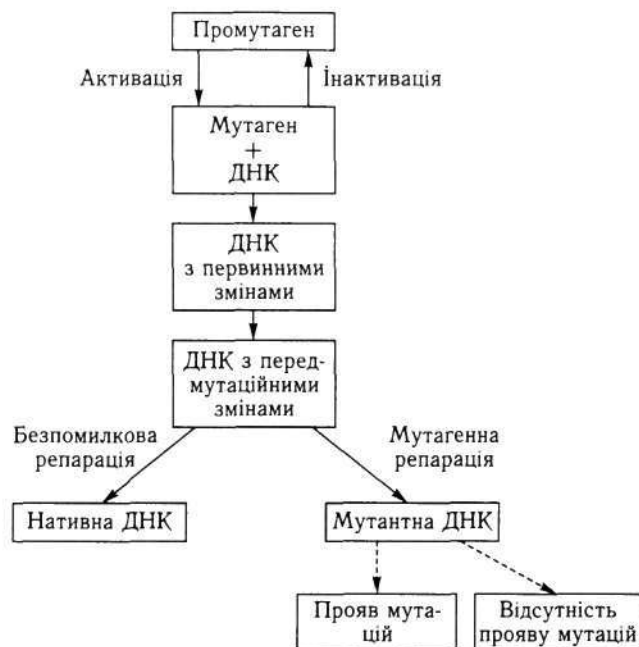 Промутаген
Активація
Інактивація
Мутаген
+
ДНК
ДНК
з первинними
змінами
ДНК з перед-
мутаційними
змінами
Безпомилкова
репарація
Мутагенна
репарація
Нативна ДНК
Мутантна ДНК
Прояв мута-
цій
Відсутність
прояву мутацій